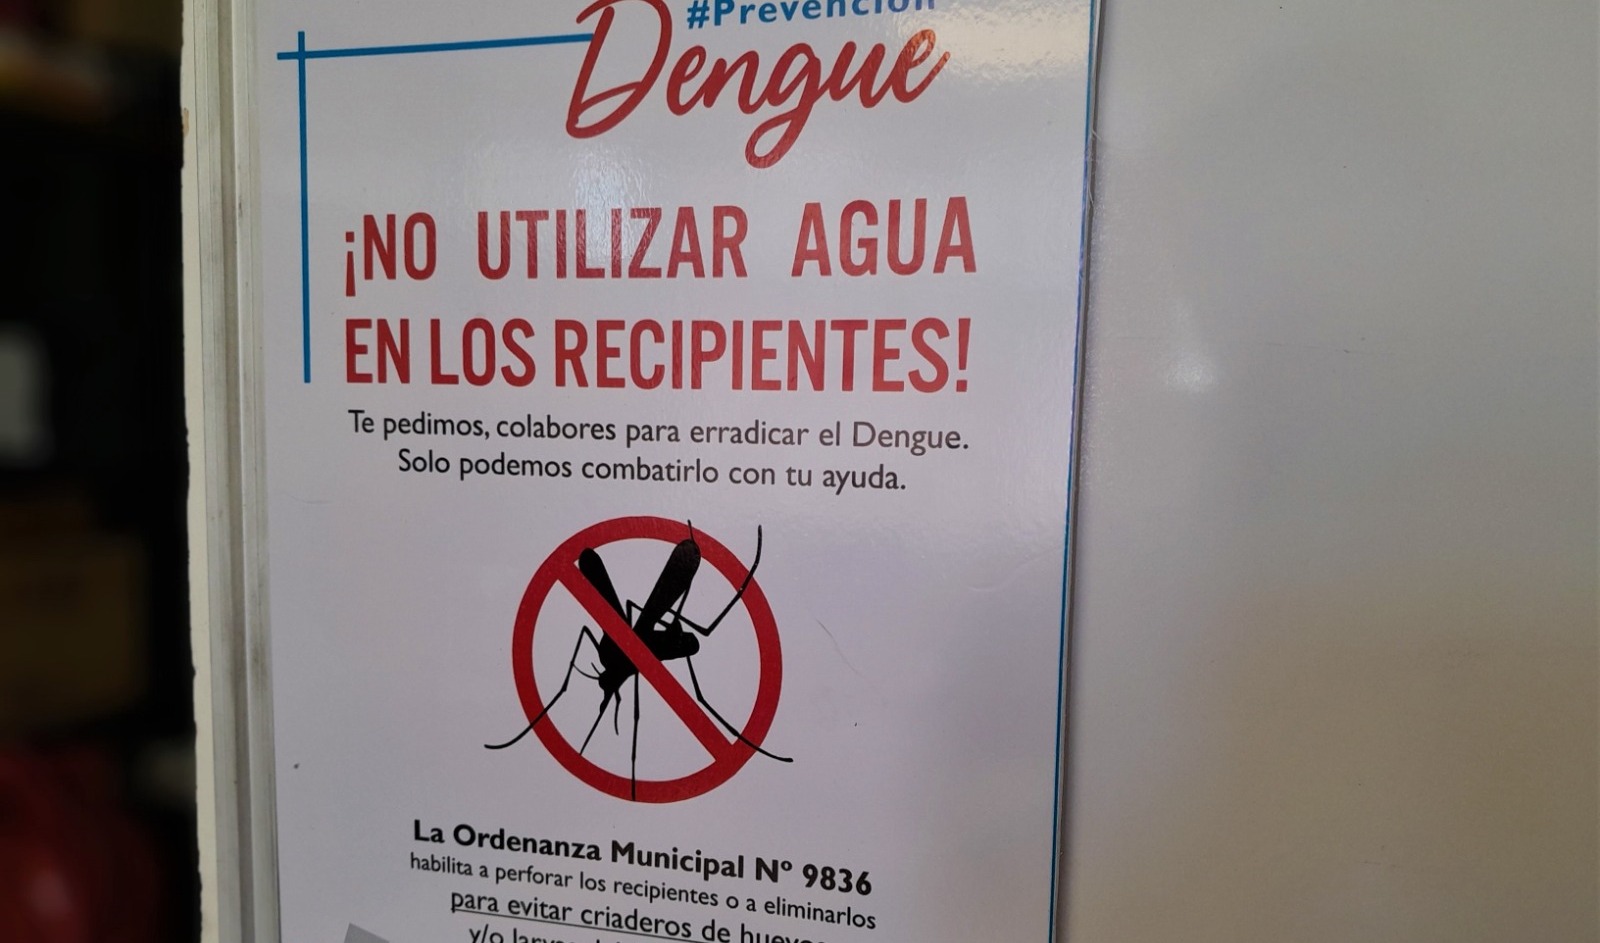 #Prevención
Dengue
¡NO UTILIZAR AGUA
EN LOS RECIPIENTES!
Te pedimos, colabores para erradicar el Dengue.
Solo podemos combatirlo con tu ayuda.
La Ordenanza Municipal Nº 9836
habilita a perforar los recipientes o a eliminarlos
para evitar criaderos de huevos
y/o